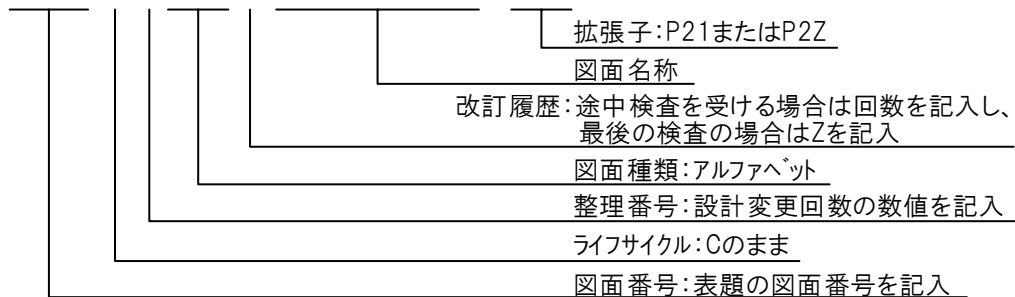 拡張子:P21またはP2Z
図面名称
改訂履歴:途中検査を受ける場合は回数を記入し、
最後の検査の場合はZを記入
図面種類:アルファベット
整理番号:設計変更回数の数値を記入
ライフサイクル:Cのまま
図面番号:表題の図面番号を記入